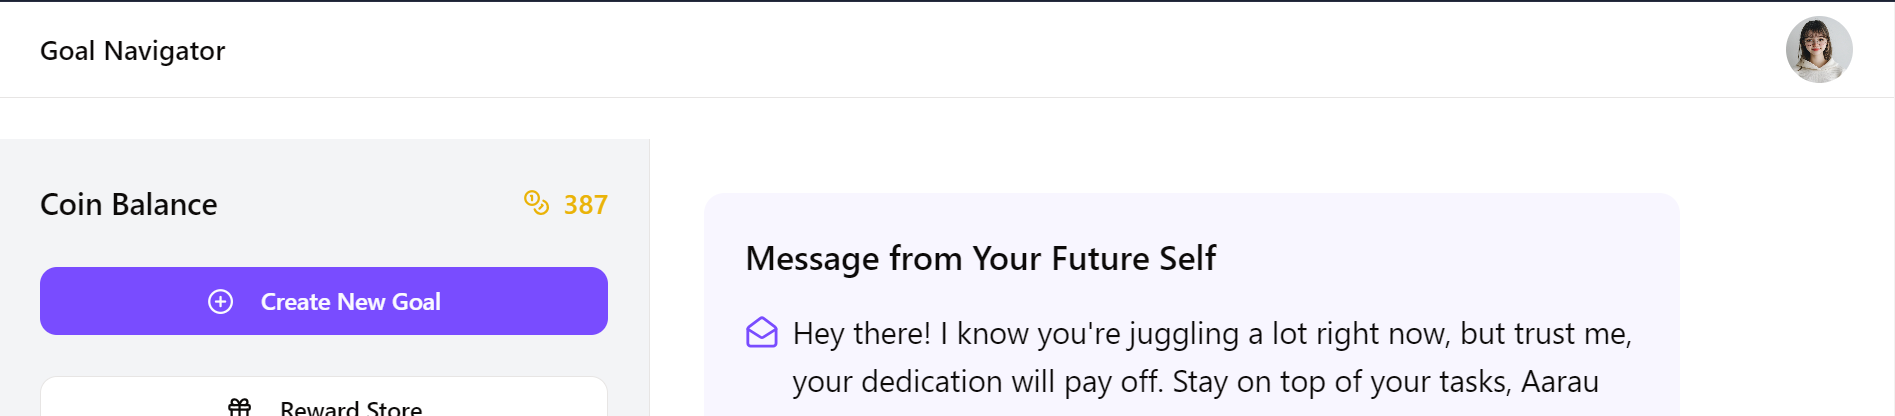 Goal Navigator
Coin Balance
387
Create New Goal
Reward Store
Message from Your Future Self
Hey there! I know you're juggling a lot right now, but trust me,
your dedication will pay off. Stay on top of your tasks, Aarau